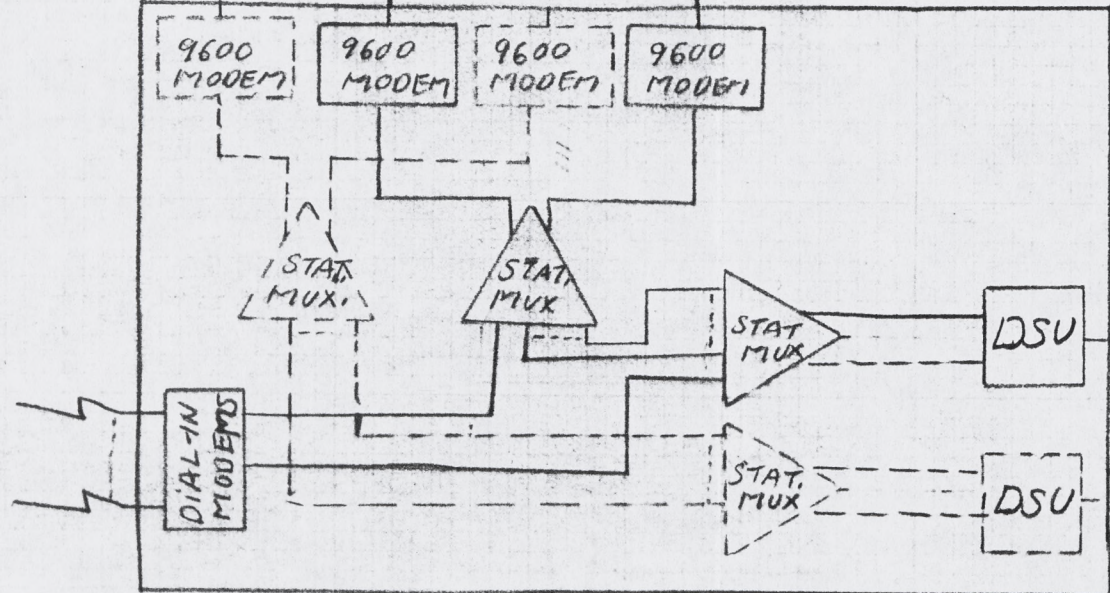 9600
MODEM
9600
MODEM
9600
MODEM
9600
MODEM
STAT.
MUX.
STAT.
MUX
STAT
MUX
DSU
DIAL-IN
MODEMS
STAT.
MUX
DSU